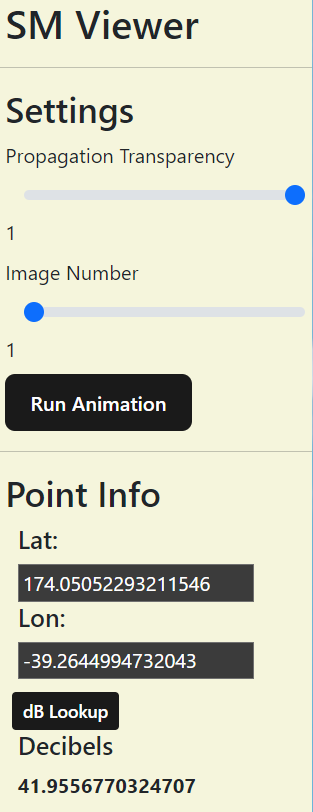 SM Viewer
Settings
Propagation Transparency
1
Image Number
1
Run Animation
Point Info
Lat:
174.05052293211546
Lon:
-39.2644994732043
dB Lookup
Decibels
41.9556770324707